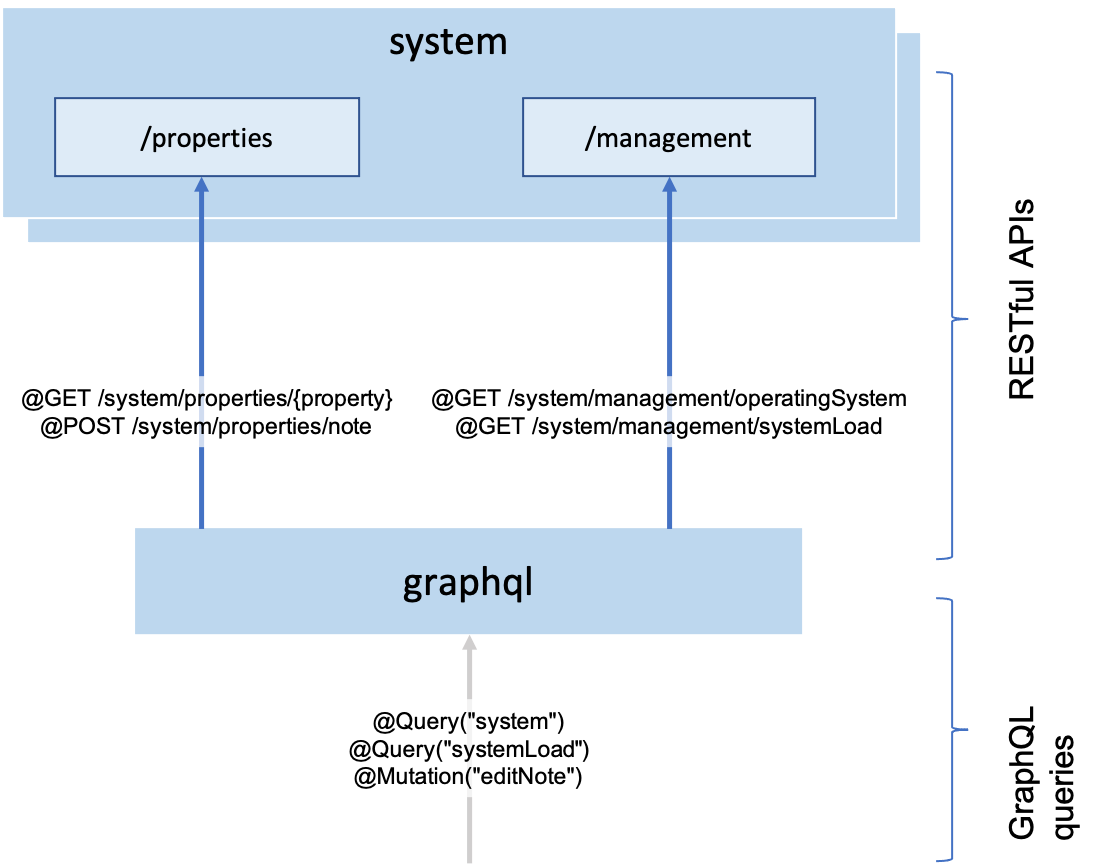 system
/properties
/management
@GET /system/properties/{property}
@POST /system/properties/note
@GET /system/management/operatingSystem
@GET /system/management/systemLoad
RESTful APIs
graphql
@Query("system")
@Query("systemLoad")
@Mutation("editNote")
GraphQL
queries